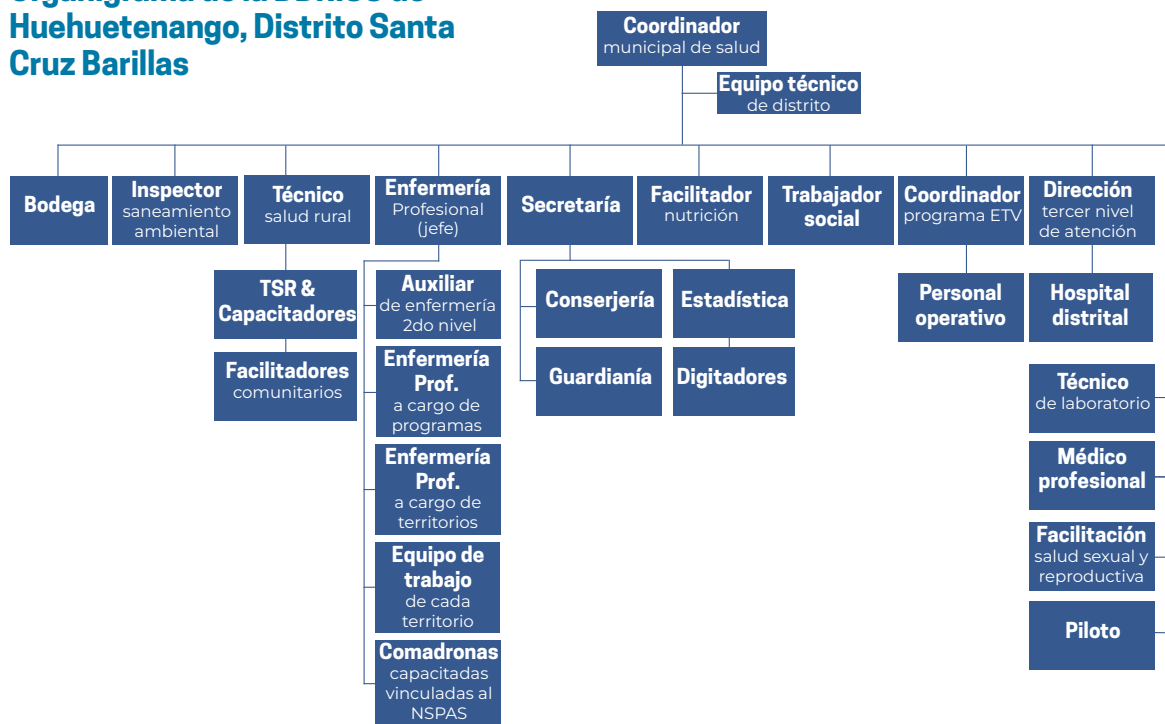 Organigrama de la
Huehuetenango, Distrito Santa
Cruz Barillas
Coordinador
municipal de salud
Equipo técnico
de distrito
Bodega
Inspector
saneamiento
ambiental
Técnico
salud rural
Enfermería
Profesional
(jefe)
Secretaría
Facilitador
nutrición
Trabajador
social
Coordinador
programa ETV
Dirección
tercer nivel
de atención
TSR &
Capacitadores
Facilitadores
comunitarios
Auxiliar
de enfermería
2do nivel
Enfermería
Prof.
a cargo de
programas
Enfermería
Prof.
a cargo de
territorios
Equipo de
trabajo
de cada
territorio
Comadronas
capacitadas
vinculadas al
NSPAS
Conserjería
Estadística
Guardianía
Digitadores
Personal
operativo
Hospital
distrital
Técnico
de laboratorio
Médico
profesional
Facilitación
salud sexual y
reproductiva
Piloto